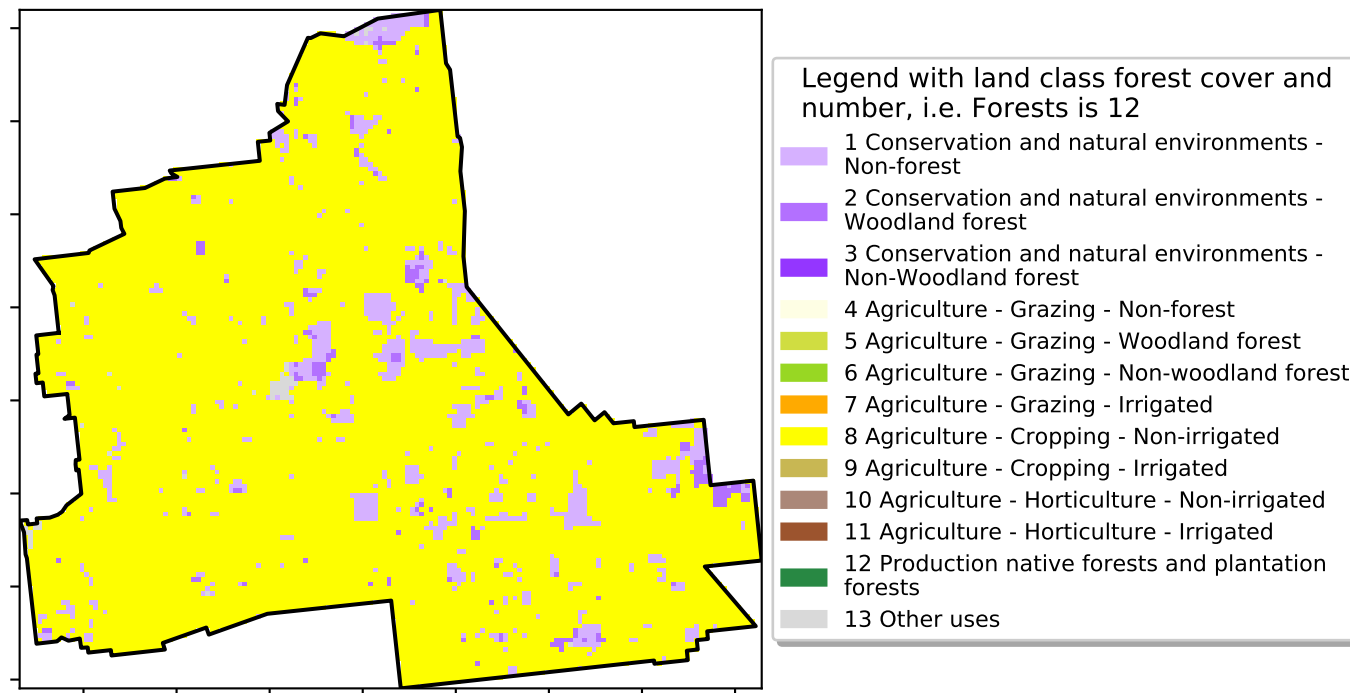 Legend with land class forest cover and
number, i.e. Forests is 12
1 Conservation and natural environments -
Non-forest
2 Conservation and natural environments -
Woodland forest
3 Conservation and natural environments -
Non-Woodland forest
4 Agriculture - Grazing - Non-forest
5 Agriculture - Grazing - Woodland forest
6 Agriculture - Grazing - Non-woodland forest
7 Agriculture - Grazing - Irrigated
8 Agriculture - Cropping - Non-irrigated
9 Agriculture - Cropping - Irrigated
10 Agriculture - Horticulture - Non-irrigated
11 Agriculture - Horticulture - Irrigated
12 Production native forests and plantation
forests
13 Other uses